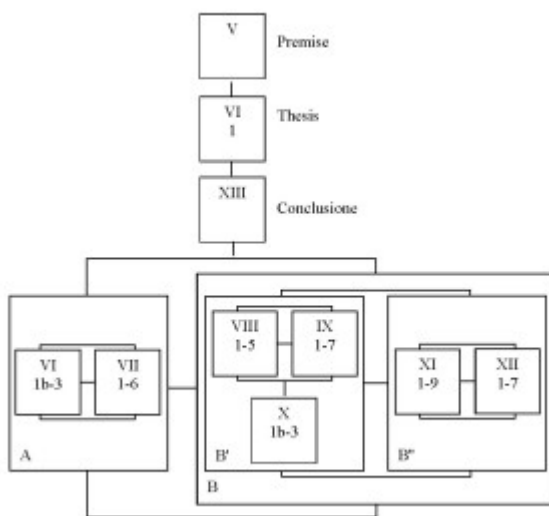 V
Premise
VI
1
Thesis
XIII
Conclusione
VIII
1-5
IX
1-7
VI
1b-3
VII
1-6
XI
1-9
XII
1-7
X
1b-3
A
B'
B"
B